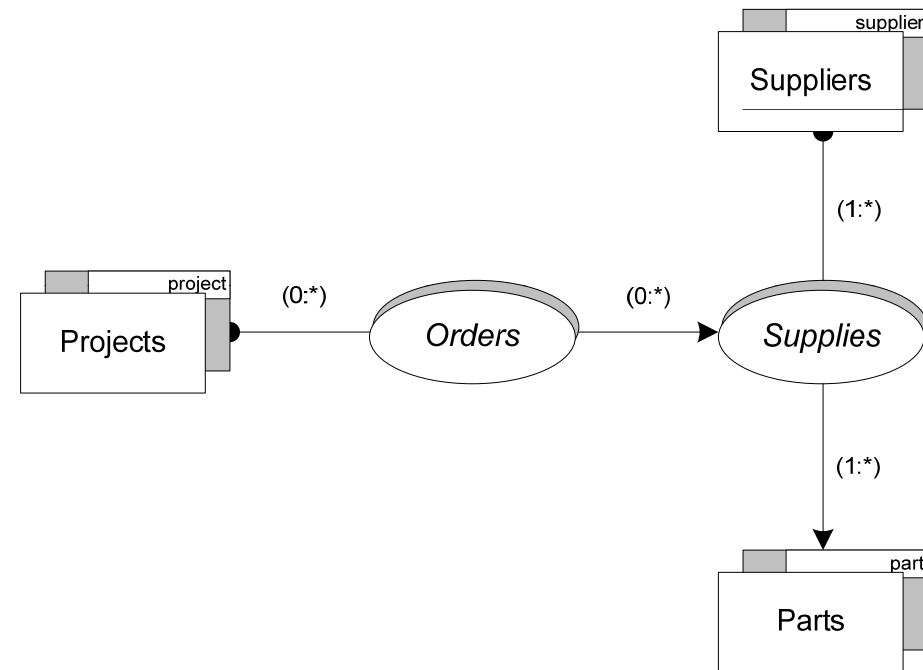 supplier
Suppliers
(1:*)
project
Projects
(0:*)
Orders
(0:*)
Supplies
(1:*)
part
Parts